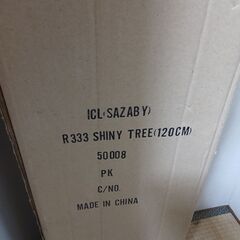 ICL(SAZABY)
R333 SHINY TREE(120CM)
50008
PK
C/NO.
MADE IN CHINA